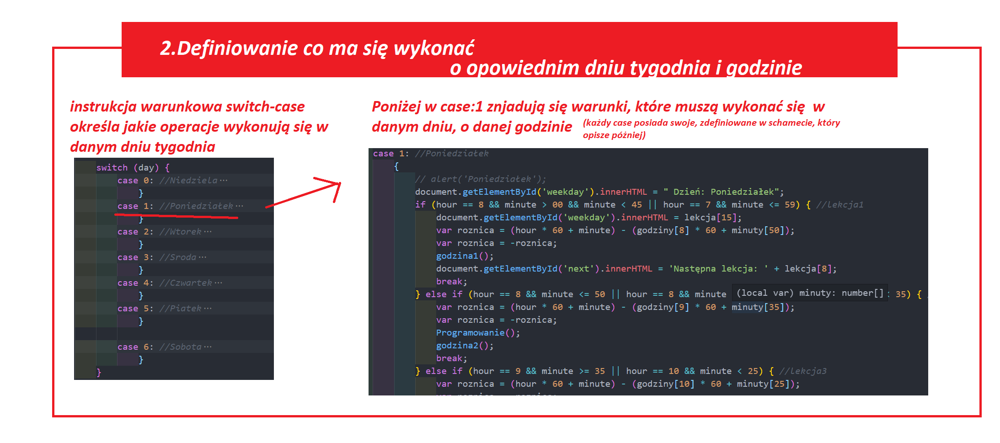 2.Definiowanie co ma się wykonać
o opowiednim dniu tygodnia i godzinie
instrukcja warunkowa switch-case
określa jakie operacje wykonują się w
danym dniu tygodnia
switch (day) {
case 0: //Niedziela···
}
case 1: //Poniedziałek···
}
case 2: //Wtorek···
}
case 3: //Sroda···
}
case 4: //Czwartek···
}
case 5: //Piatek···
}
case 6: //Sobota···
}
}
Poniżej w case:1 znjadują się warunki, które muszą wykonać się w
danym dniu, o danej godzinie
(każdy case posiada swoje, zdefiniowane w schamecie, który
opisze póżniej)
case 1: //Poniedziałek
{
// alert('Poniedziałek');
document.getElementById('weekday').innerHTML = " Dzień: Poniedziałek";
if (hour == 8 && minute > 00 && minute < 45 || hour == 7 && minute <= 59) { //lekcja1
document.getElementById('weekday').innerHTML = lekcja[15];
var roznica = (hour * 60 + minute) - (godziny[8] * 60 + minuty[50]);
var roznica = -roznica;
godzina1();
document.getElementById('next').innerHTML = 'Następna lekcja: ' + lekcja[8];
break;
} else if (hour == 8 && minute <= 50 || hour == 8 && minute (local var) minuty: number[] < 35) {
var roznica = (hour * 60 + minute) - (godziny[9] * 60 + minuty[35]);
var roznica = -roznica;
Programowanie();
godzina2();
break;
} else if (hour == 9 && minute >= 35 || hour == 10 && minute < 25) { //lekcja3
var roznica = (hour * 60 + minute) - (godziny[10] * 60 + minuty[25]);